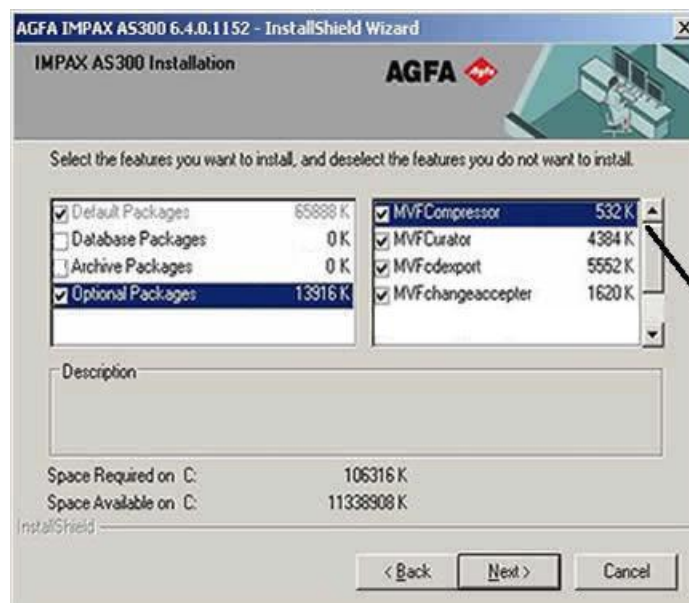 AGFA IMPAX AS300 6.4.0.1152 - InstallShield Wizard
IMPAX AS300 Installation
AGFA
Select the features you want to install, and deselect the features you do not want to install.
Default Packages 65888 K
Database Packages 0 K
Archive Packages 0 K
Optional Packages 13916 K
MVFCompressor 532 K
MVFCurator 4384 K
MVFcdexport 5552 K
MVFchangeaccepter 1620 K
Description
Space Required on C: 106316 K
Space Available on C: 11338908 K
InstallShield
< Back
Next >
Cancel